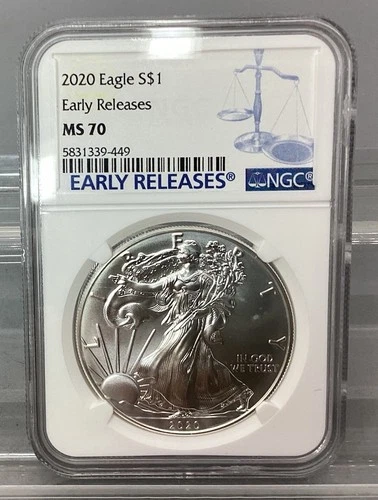 2020 Eagle S$1
Early Releases
MS 70
5831339-449
EARLY RELEASES®
NGC®
LIBERTY
IN GOD
WE TRUST
2020